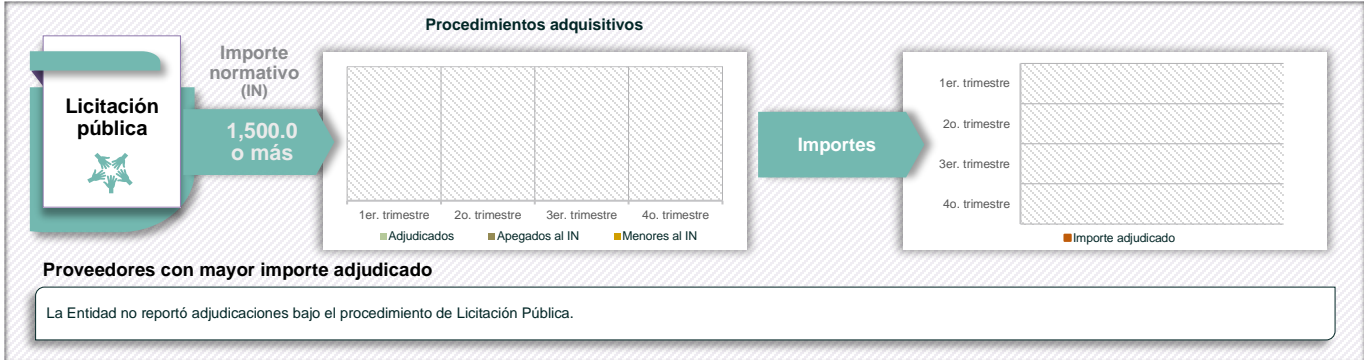 Procedimientos adquisitivos
Licitación
pública
Importe
normativo
(IN)
1,500.0
o más
1er. trimestre 2o. trimestre 3er. trimestre 4o. trimestre
Adjudicados Apegados al IN Menores al IN
Importes
1er. trimestre
2o. trimestre
3er. trimestre
4o. trimestre
Importe adjudicado
Proveedores con mayor importe adjudicado
La Entidad no reportó adjudicaciones bajo el procedimiento de Licitación Pública.